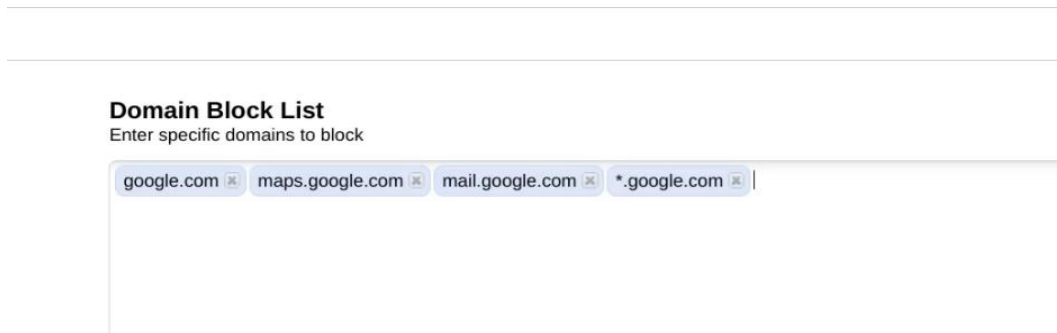 Domain Block List
Enter specific domains to block
google.com maps.google.com mail.google.com *.google.com